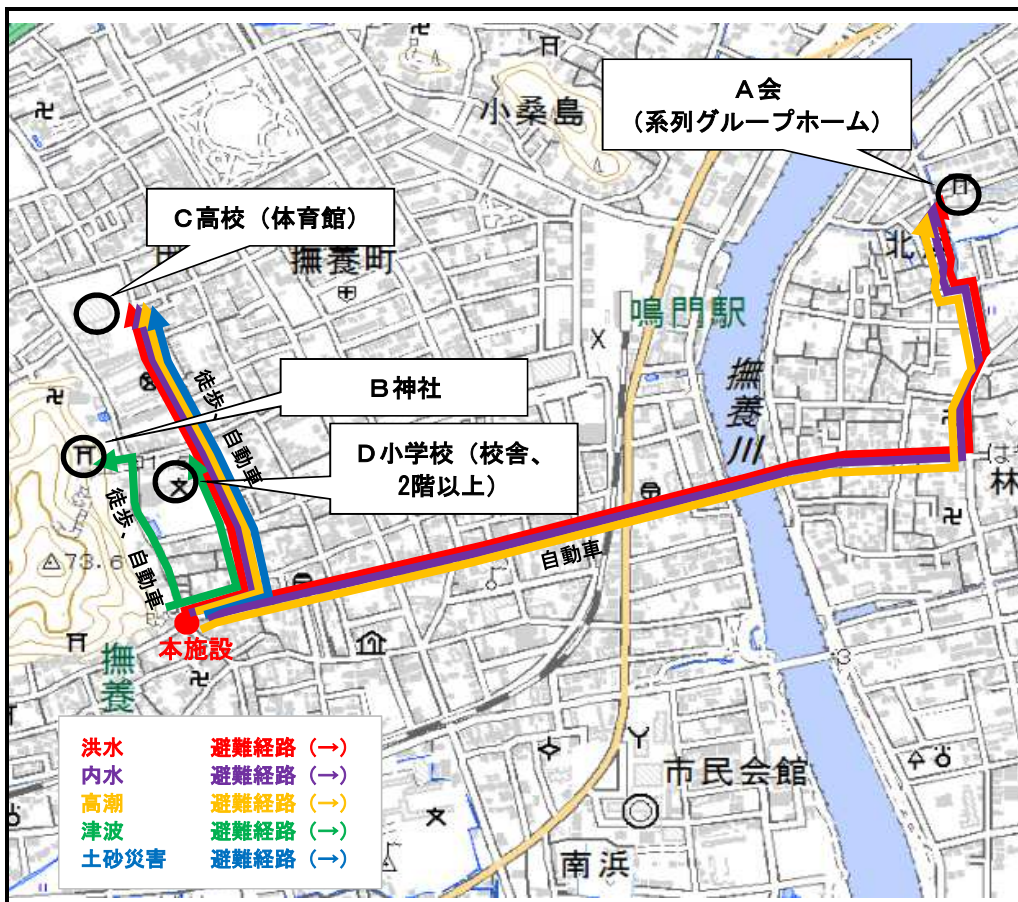 小桑島
A会
(系列グループホーム)
C高校(体育館)
撫養町
鳴門駅
撫養川
B神社
D小学校(校舎、
2階以上)
徒歩、自動車
徒歩、自動車
自動車
73.6
林
本施設
撫養
市民会館
南浜
洪水 避難経路(→)
内水 避難経路(→)
高潮 避難経路(→)
津波 避難経路(→)
土砂災害 避難経路(→)